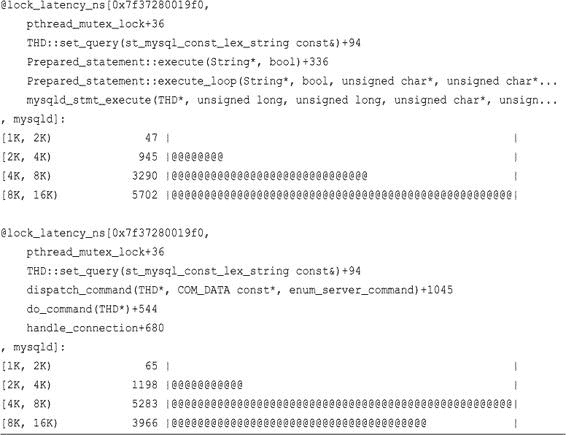 @lock_latency_ns[0x7f37280019f0,
    pthread_mutex_lock+36
    THD::set_query(st_mysql_const_lex_string const&)+94
    Prepared_statement::execute(String*, bool)+336
    Prepared_statement::execute_loop(String*, bool, unsigned char*, unsigned char*...
    mysqld_stmt_execute(THD*, unsigned long, unsigned long, unsigned char*, unsign...
, mysqld]:
[1K, 2K)             47 |                                                    |
[2K, 4K)            945 |@@@@@@@@                                            |
[4K, 8K)           3290 |@@@@@@@@@@@@@@@@@@@@@@@@@@@@@@                      |
[8K, 16K)          5702 |@@@@@@@@@@@@@@@@@@@@@@@@@@@@@@@@@@@@@@@@@@@@@@@@@@@@|
@lock_latency_ns[0x7f37280019f0,
    pthread_mutex_lock+36
    THD::set_query(st_mysql_const_lex_string const&)+94
    dispatch_command(THD*, COM_DATA const*, enum_server_command)+1045
    do_command(THD*)+544
    handle_connection+680
, mysqld]:
[1K, 2K)             65 |                                                    |
[2K, 4K)           1198 |@@@@@@@@@@@                                         |
[4K, 8K)           5283 |@@@@@@@@@@@@@@@@@@@@@@@@@@@@@@@@@@@@@@@@@@@@@@@@@@@@|
[8K, 16K)          3966 |@@@@@@@@@@@@@@@@@@@@@@@@@@@@@@@@@@@@@@@             |